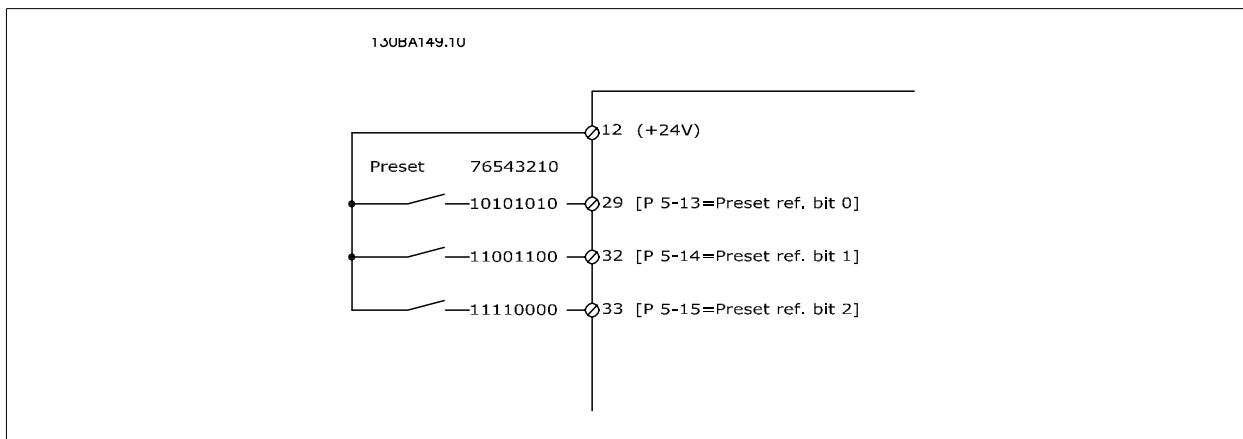 130BA149.10
12 (+24V)
Preset 76543210
10101010 29 [P 5-13=Preset ref. bit 0]
11001100 32 [P 5-14=Preset ref. bit 1]
11110000 33 [P 5-15=Preset ref. bit 2]